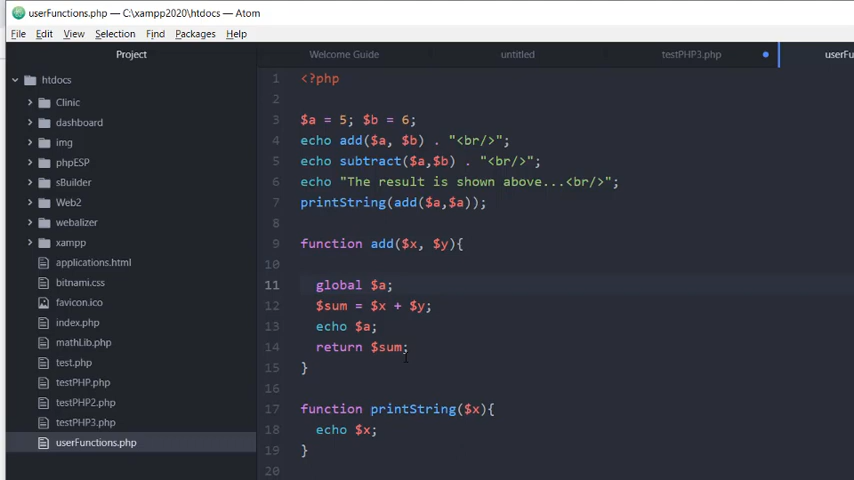 userFunctions.php — C:\xampp2020\htdocs — Atom
File Edit View Selection Find Packages Help
Project
Welcome Guide
untitled
testPHP3.php
userFu
htdocs
Clinic
dashboard
img
phpESP
sBuilder
Web2
webalizer
xampp
applications.html
bitnami.css
favicon.ico
index.php
mathLib.php
test.php
testPHP.php
testPHP2.php
testPHP3.php
userFunctions.php
1 <?php
2
3 $a = 5; $b = 6;
4 echo add($a, $b) . "<br/>";
5 echo subtract($a,$b) . "<br/>";
6 echo "The result is shown above...<br/>";
7 printString(add($a,$a));
8
9 function add($x, $y){
10
11 global $a;
12 $sum = $x + $y;
13 echo $a;
14 return $sum;
15 }
16
17 function printString($x){
18 echo $x;
19 }
20